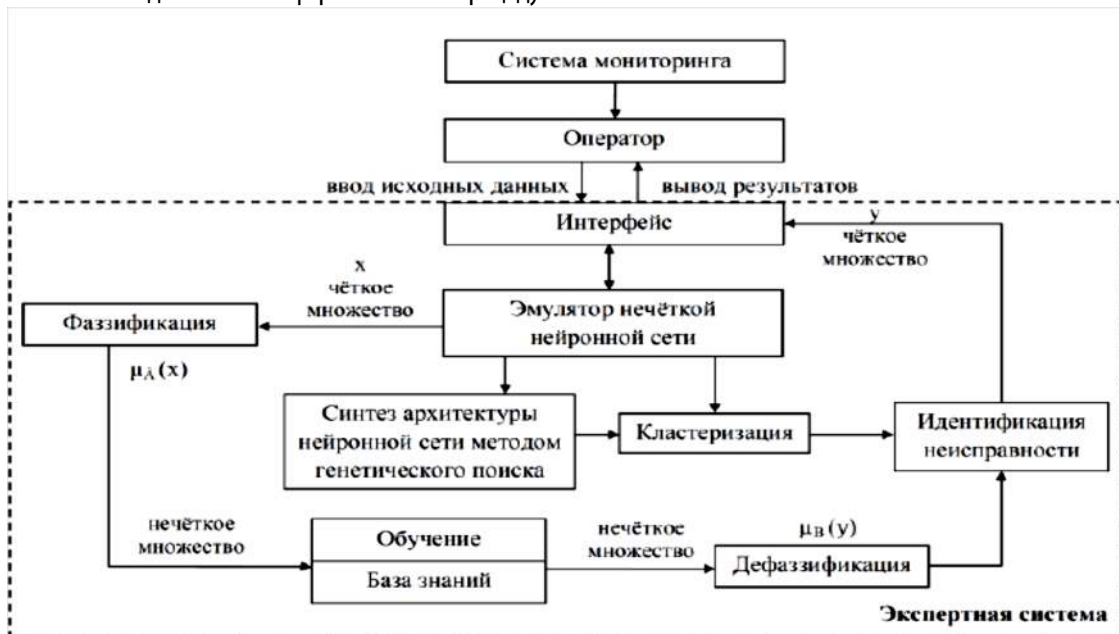 Система мониторинга
Оператор
ввод исходных данных
вывод результатов
Интерфейс
y
чёткое
множество
x
чёткое
множество
Фаззификация
Эмулятор нечёткой
нейронной сети
μ_A(x)
Синтез архитектуры
нейронной сети методом
генетического поиска
Кластеризация
Идентификация
неисправности
нечёткое
множество
Обучение
База знаний
нечёткое
множество
μ_B(y)
Дефаззификация
Экспертная система